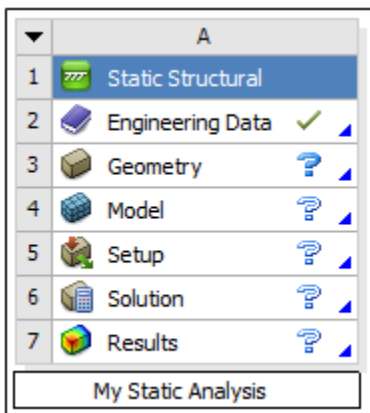 A
1 Static Structural
2 Engineering Data
3 Geometry
4 Model
5 Setup
6 Solution
7 Results
My Static Analysis